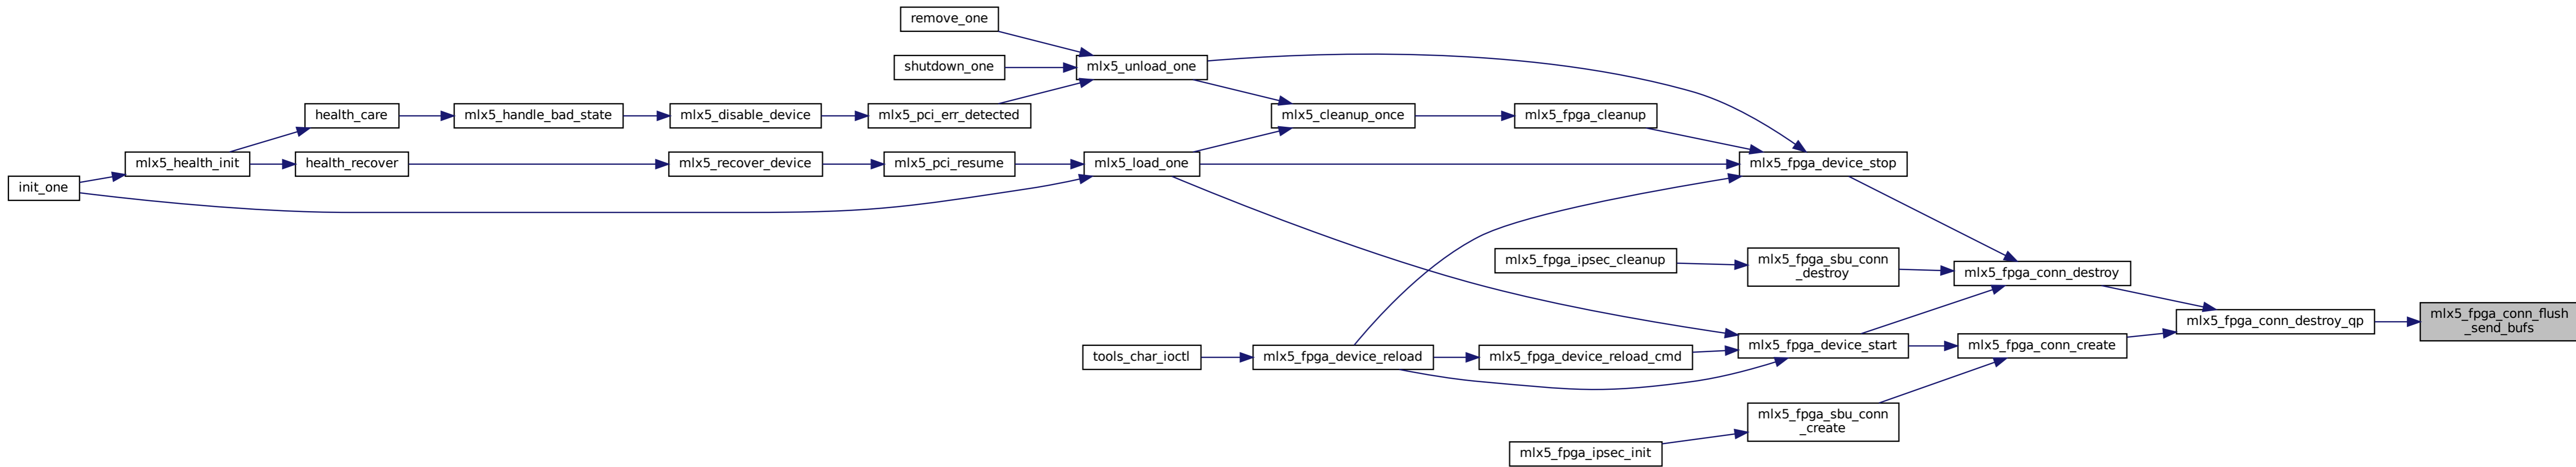 remove_one
shutdown_one
mlx5_unload_one
health_care
mlx5_handle_bad_state
mlx5_disable_device
mlx5_pci_err_detected
mlx5_cleanup_once
mlx5_fpga_cleanup
mlx5_health_init
health_recover
mlx5_recover_device
mlx5_pci_resume
mlx5_load_one
mlx5_fpga_device_stop
init_one
mlx5_fpga_ipsec_cleanup
mlx5_fpga_sbu_conn
_destroy
mlx5_fpga_conn_destroy
mlx5_fpga_conn_destroy_qp
mlx5_fpga_conn_flush
_send_bufs
tools_char_ioctl
mlx5_fpga_device_reload
mlx5_fpga_device_reload_cmd
mlx5_fpga_device_start
mlx5_fpga_conn_create
mlx5_fpga_sbu_conn
_create
mlx5_fpga_ipsec_init